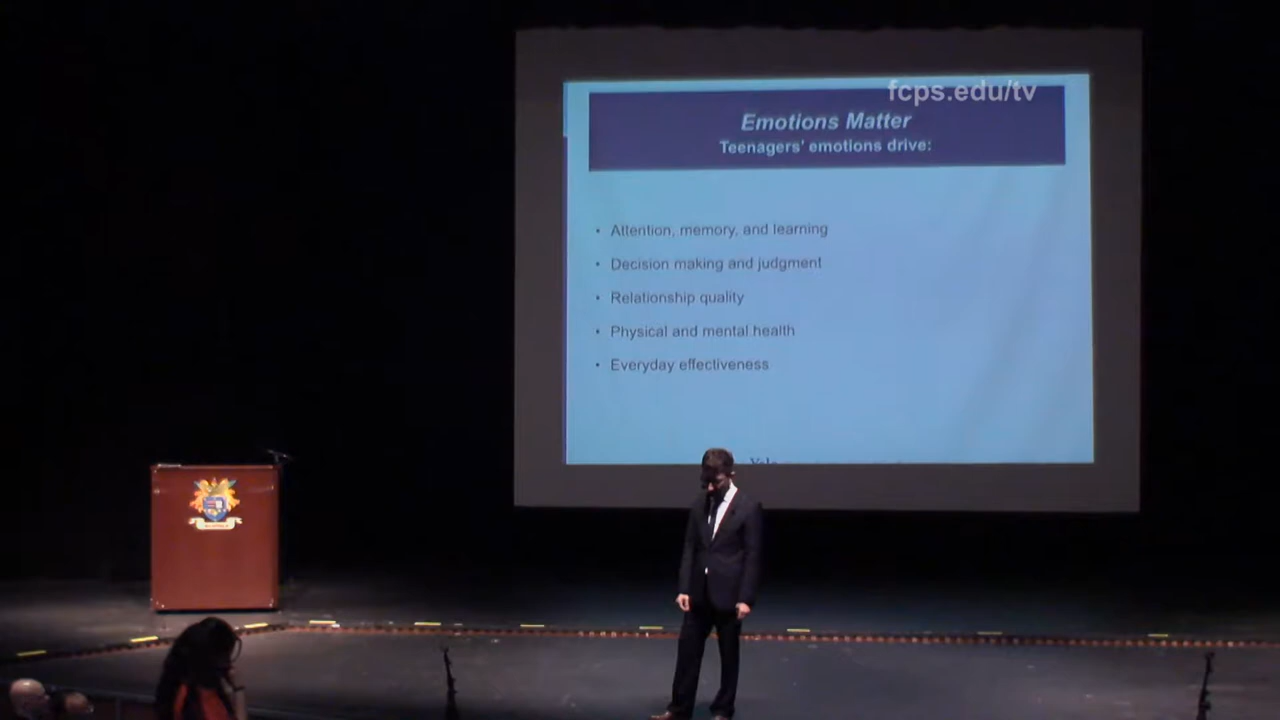 fcps.edu/tv
Emotions Matter
Teenagers' emotions drive:
• Attention, memory, and learning
• Decision making and judgment
• Relationship quality
• Physical and mental health
• Everyday effectiveness
Yale